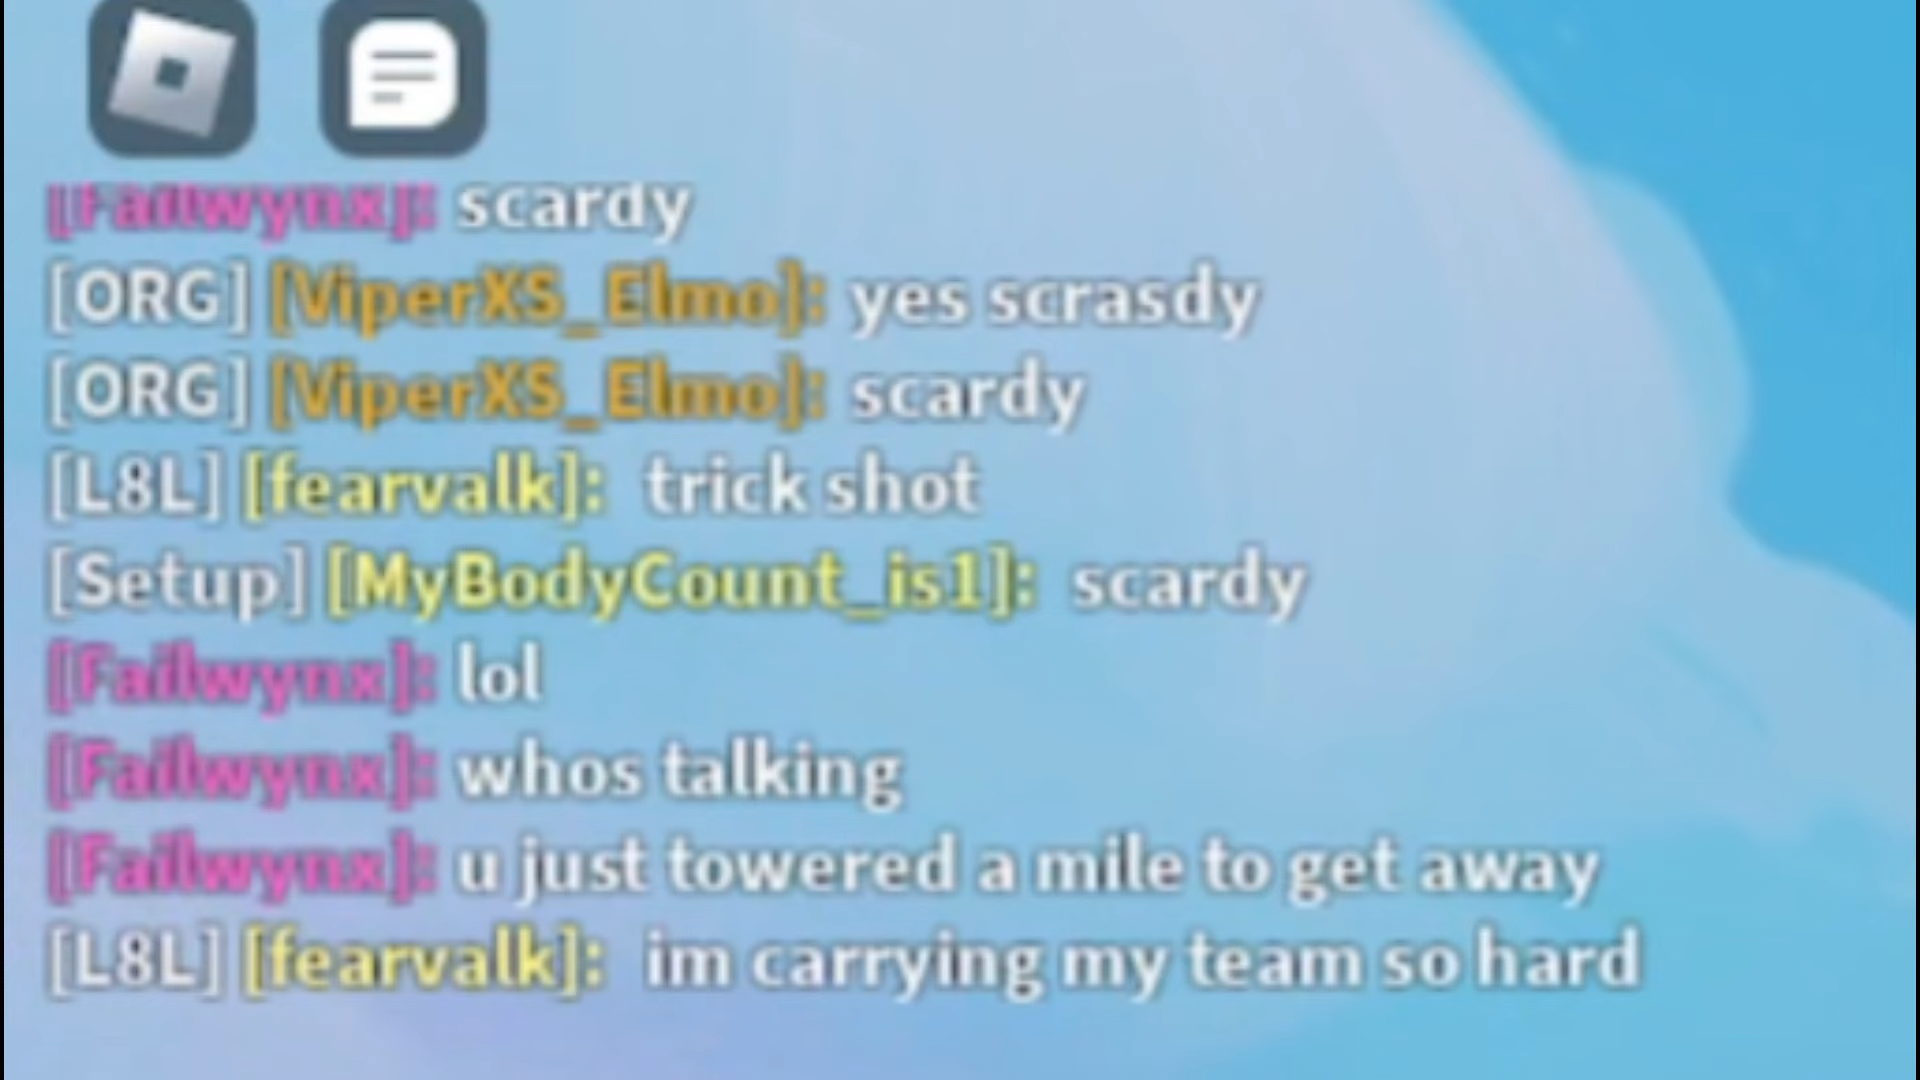 [Failwynx]: scardy
[ORG] [ViperXS_Elmo]: yes scrasdy
[ORG] [ViperXS_Elmo]: scardy
[L8L] [fearvalk]: trick shot
[Setup] [MyBodyCount_is1]: scardy
[Failwynx]: lol
[Failwynx]: whos talking
[Failwynx]: u just towered a mile to get away
[L8L] [fearvalk]: im carrying my team so hard